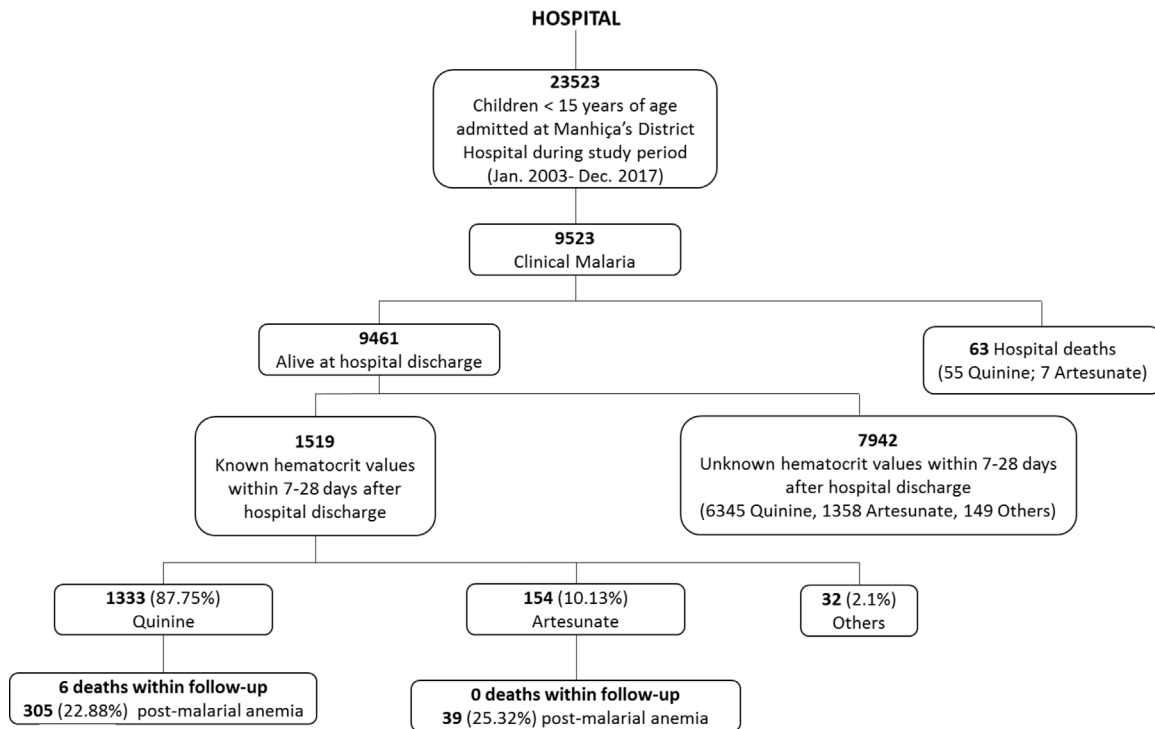 HOSPITAL
23523
Children < 15 years of age
admitted at Manhiça's District
Hospital during study period
(Jan. 2003- Dec. 2017)
9523
Clinical Malaria
9461
Alive at hospital discharge
63 Hospital deaths
(55 Quinine; 7 Artesunate)
1519
Known hematocrit values
within 7-28 days after
hospital discharge
7942
Unknown hematocrit values within 7-28 days
after hospital discharge
(6345 Quinine, 1358 Artesunate, 149 Others)
1333 (87.75%)
Quinine
154 (10.13%)
Artesunate
32 (2.1%)
Others
6 deaths within follow-up
305 (22.88%) post-malarial anemia
0 deaths within follow-up
39 (25.32%) post-malarial anemia